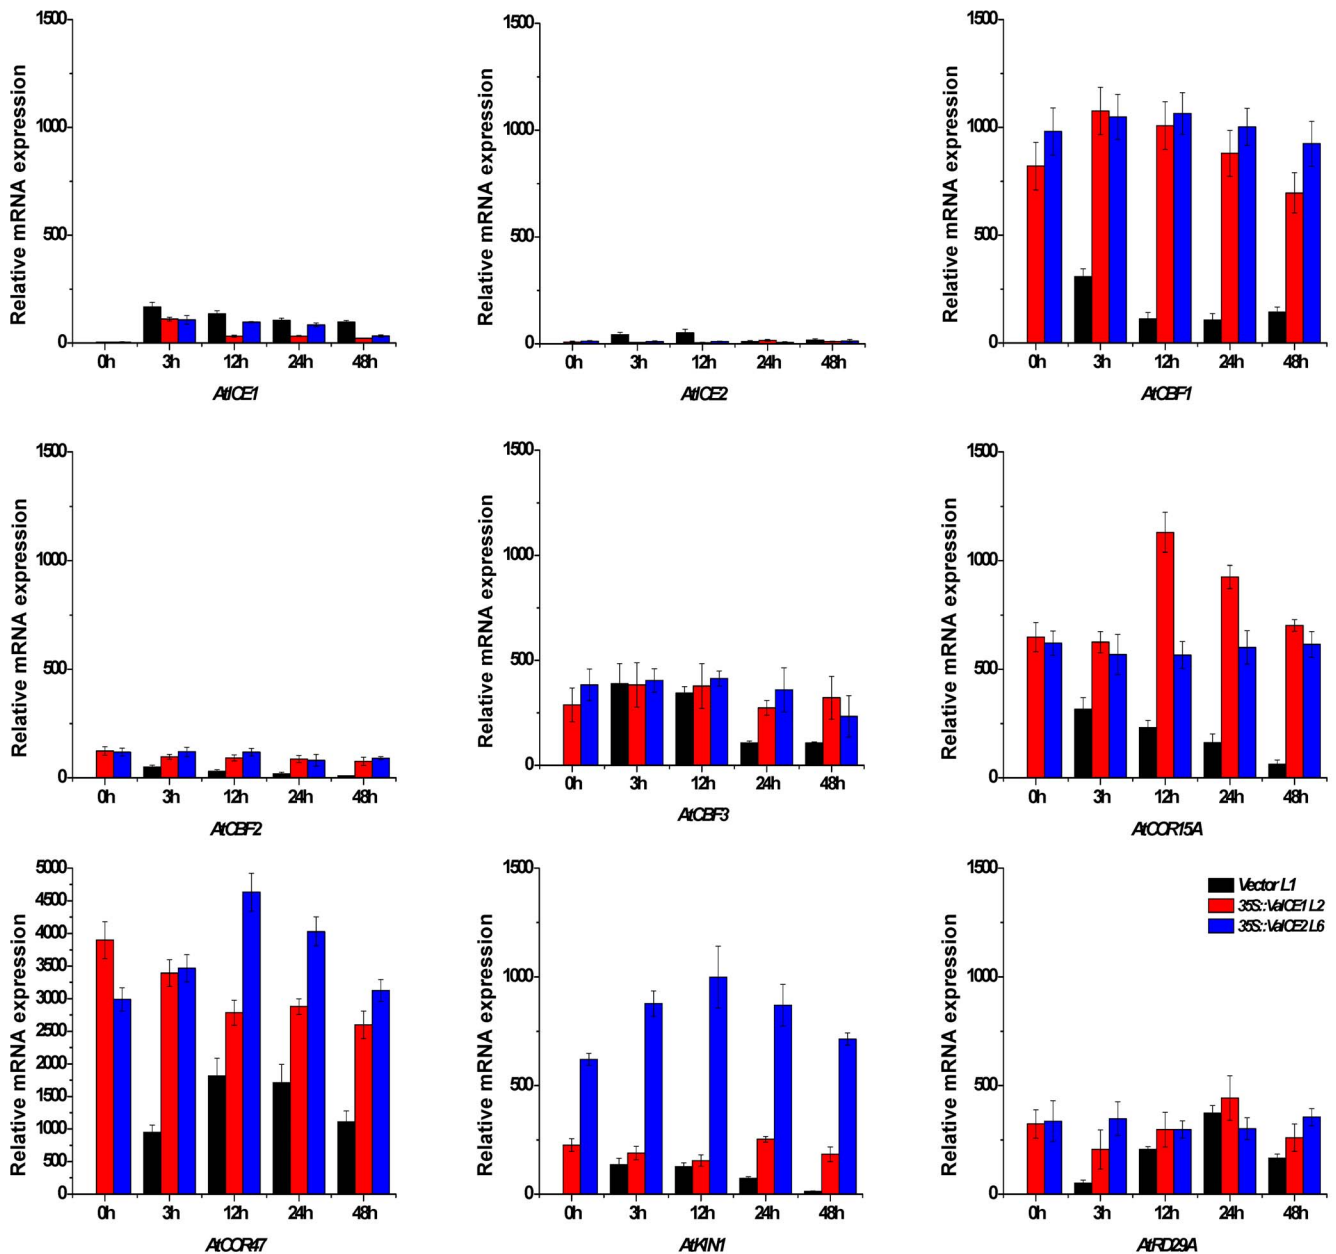 Relative mRNA expression
1500
1000
500
0
0h 3h 12h 24h 48h
AtICE1
Relative mRNA expression
1500
1000
500
0
0h 3h 12h 24h 48h
AtICE2
Relative mRNA expression
1500
1000
500
0
0h 3h 12h 24h 48h
AtCBF1
Relative mRNA expression
1500
1000
500
0
0h 3h 12h 24h 48h
AtCBF2
Relative mRNA expression
1500
1000
500
0
0h 3h 12h 24h 48h
AtCBF3
Relative mRNA expression
1500
1000
500
0
0h 3h 12h 24h 48h
AtCOR15A
Relative mRNA expression
5000
4500
4000
3500
3000
2500
2000
1500
1000
500
0
0h 3h 12h 24h 48h
AtCOR47
Relative mRNA expression
1500
1000
500
0
0h 3h 12h 24h 48h
AtKIN1
Relative mRNA expression
1500
1000
500
0
Vector L1
35S::VaICE1 L2
35S::VaICE2 L6
0h 3h 12h 24h 48h
AtRD29A